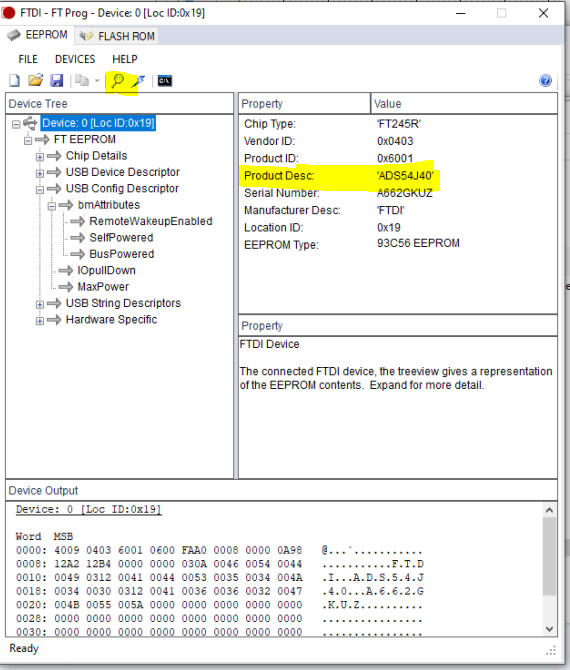 FTDI - FT Prog - Device: 0 [Loc ID:0x19]
EEPROM FLASH ROM
FILE DEVICES HELP
Device Tree
Device: 0 [Loc ID:0x19]
FT EEPROM
Chip Details
USB Device Descriptor
USB Config Descriptor
bmAttributes
RemoteWakeupEnabled
SelfPowered
BusPowered
IOpullDown
MaxPower
USB String Descriptors
Hardware Specific
Property Value
Chip Type: 'FT245R'
Vendor ID: 0x0403
Product ID: 0x6001
Product Desc: 'ADS54J40'
Serial Number: A662GKUZ
Manufacturer Desc: 'FTDI'
Location ID: 0x19
EEPROM Type: 93C56 EEPROM
Property
FTDI Device
The connected FTDI device, the treeview gives a representation
of the EEPROM contents. Expand for more detail.
Device Output
Device: 0 [Loc ID:0x19]
Word MSB
0000: 4009 0403 6001 0600 FAA0 0008 0000 0A98 @...`...........
0008: 12A2 12B4 0000 0000 030A 0046 0054 0044 ...........F.T.D
0010: 0049 0312 0041 0044 0053 0035 0034 004A .I...A.D.S.5.4.J
0018: 0034 0030 0312 0041 0036 0036 0032 0047 .4.0...A.6.6.2.G
0020: 004B 0055 005A 0000 0000 0000 0000 0000 .K.U.Z..........
0028: 0000 0000 0000 0000 0000 0000 0000 0000 ................
0030: 0000 0000 0000 0000 0000 0000 0000 0000 ................
Ready